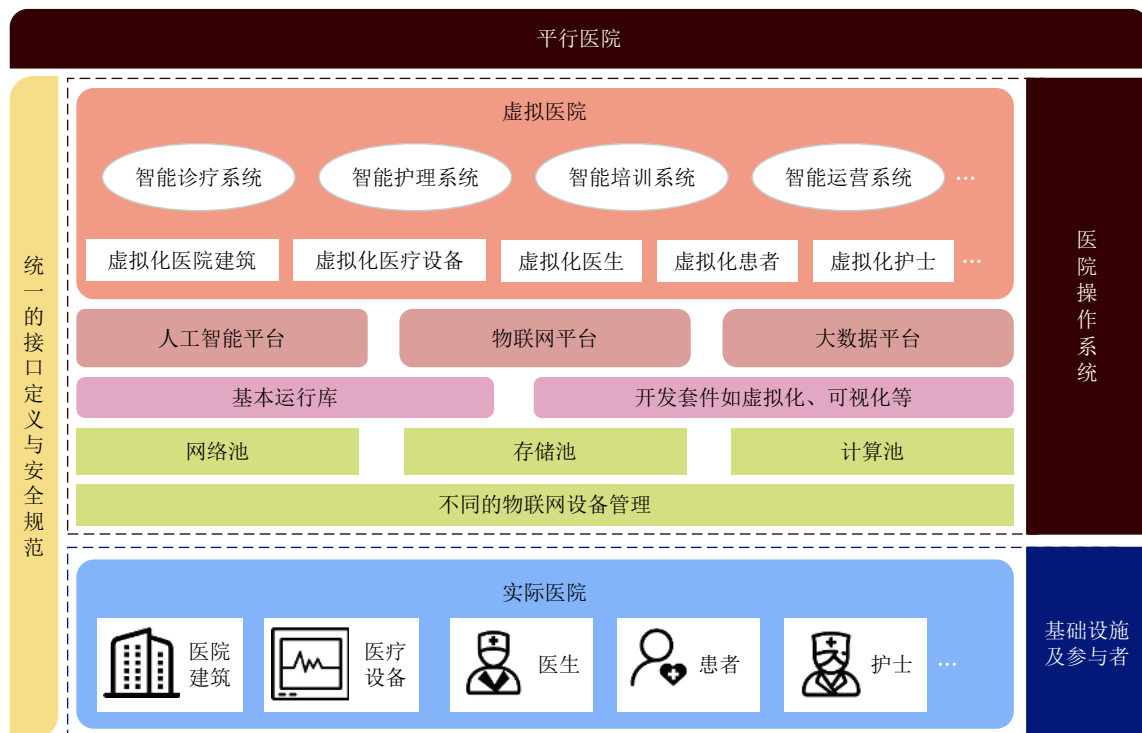 平行医院
统一的接口定义与安全规范
虚拟医院
智能诊疗系统
智能护理系统
智能培训系统
智能运营系统
…
虚拟化医院建筑
虚拟化医疗设备
虚拟化医生
虚拟化患者
虚拟化护士
…
人工智能平台
物联网平台
大数据平台
基本运行库
开发套件如虚拟化、可视化等
网络池
存储池
计算池
不同的物联网设备管理
医院操作系统
实际医院
医院
建筑
医疗
设备
医生
患者
护士
…
基础设施
及参与者